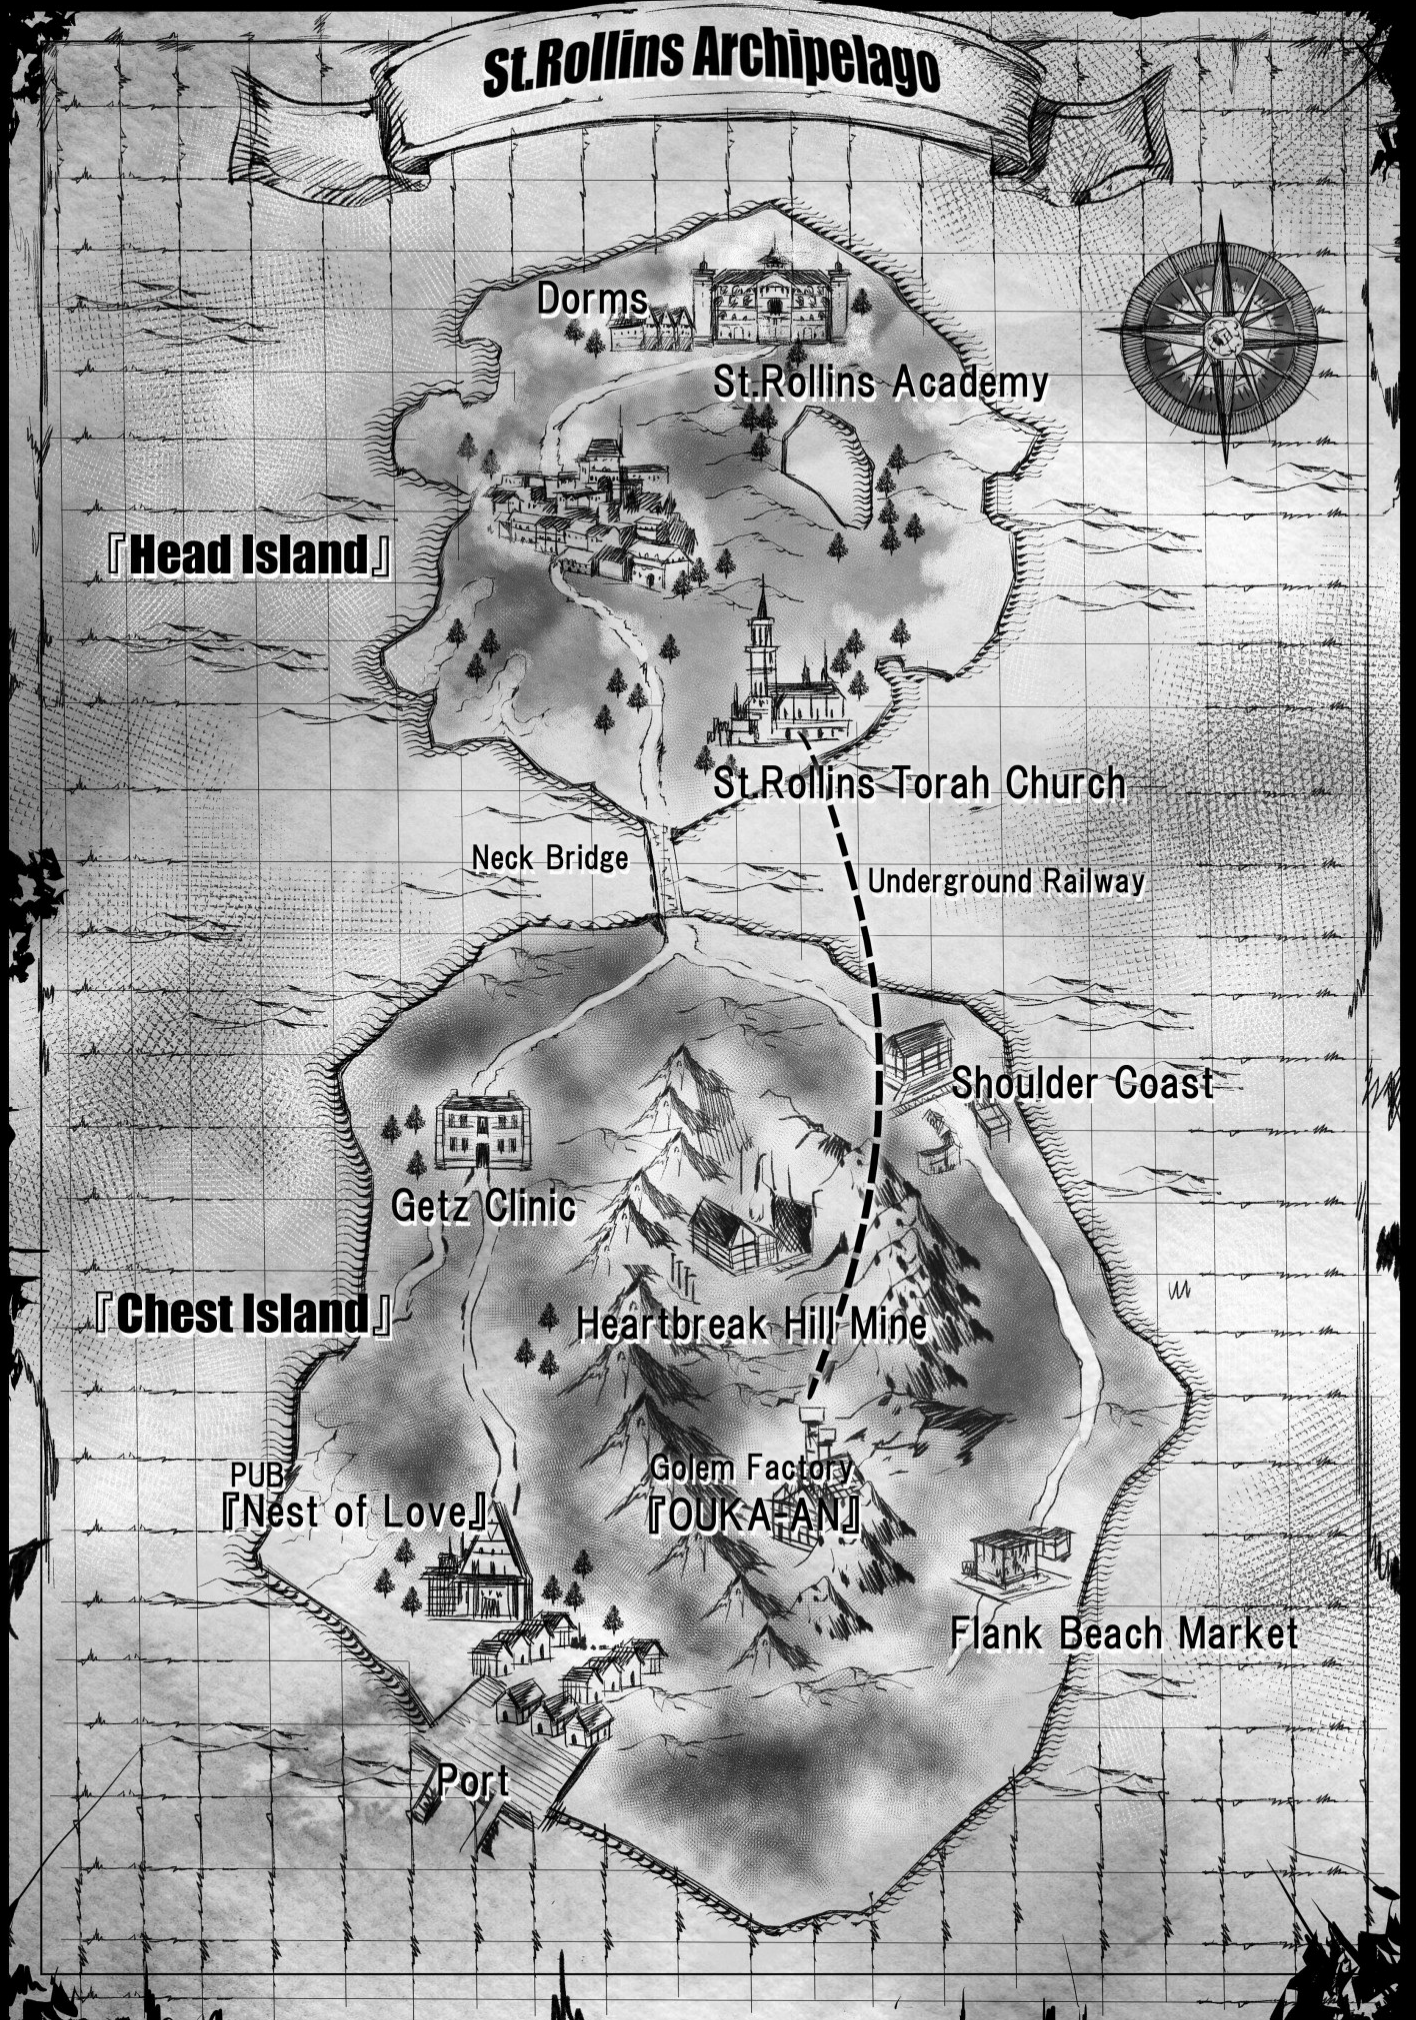 St.Rollins Archipelago
Dorms
St.Rollins Academy
『Head Island』
St.Rollins Torah Church
Neck Bridge
Underground Railway
Shoulder Coast
Getz Clinic
『Chest Island』
Heartbreak Hill Mine
PUB
『Nest of Love』
Golem Factory
『OUKA-AN』
Flank Beach Market
Port